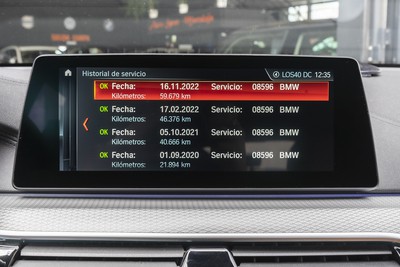 Historial de servicio LOS40 DC 12:35
OK Fecha: 16.11.2022 Servicio: 08596 BMW
Kilómetros: 59.679 km
OK Fecha: 17.02.2022 Servicio: 08596 BMW
Kilómetros: 46.376 km
OK Fecha: 05.10.2021 Servicio: 08596 BMW
Kilómetros: 40.666 km
OK Fecha: 01.09.2020 Servicio: 08596 BMW
Kilómetros: 21.894 km